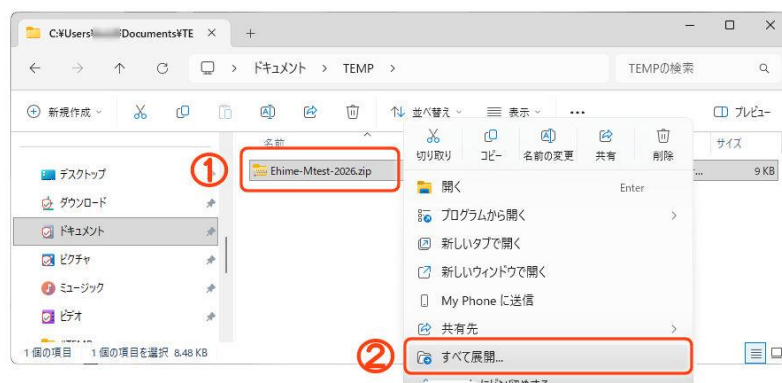 C:¥Users¥ ¥Documents¥TE × +
ドキュメント > TEMP > TEMPの検索
新規作成 並べ替え 表示 ... プレビュー
名前 サイズ
① Ehime-Mtest-2026.zip ... 9 KB
切り取り コピー 名前の変更 共有 削除
デスクトップ
開く Enter
ダウンロード
プログラムから開く
ドキュメント
新しいタブで開く
ピクチャ
新しいウィンドウで開く
ミュージック
My Phone に送信
ビデオ
共有先
1 個の項目 1 個の項目を選択 8.48 KB
② すべて展開...
にピン留めする